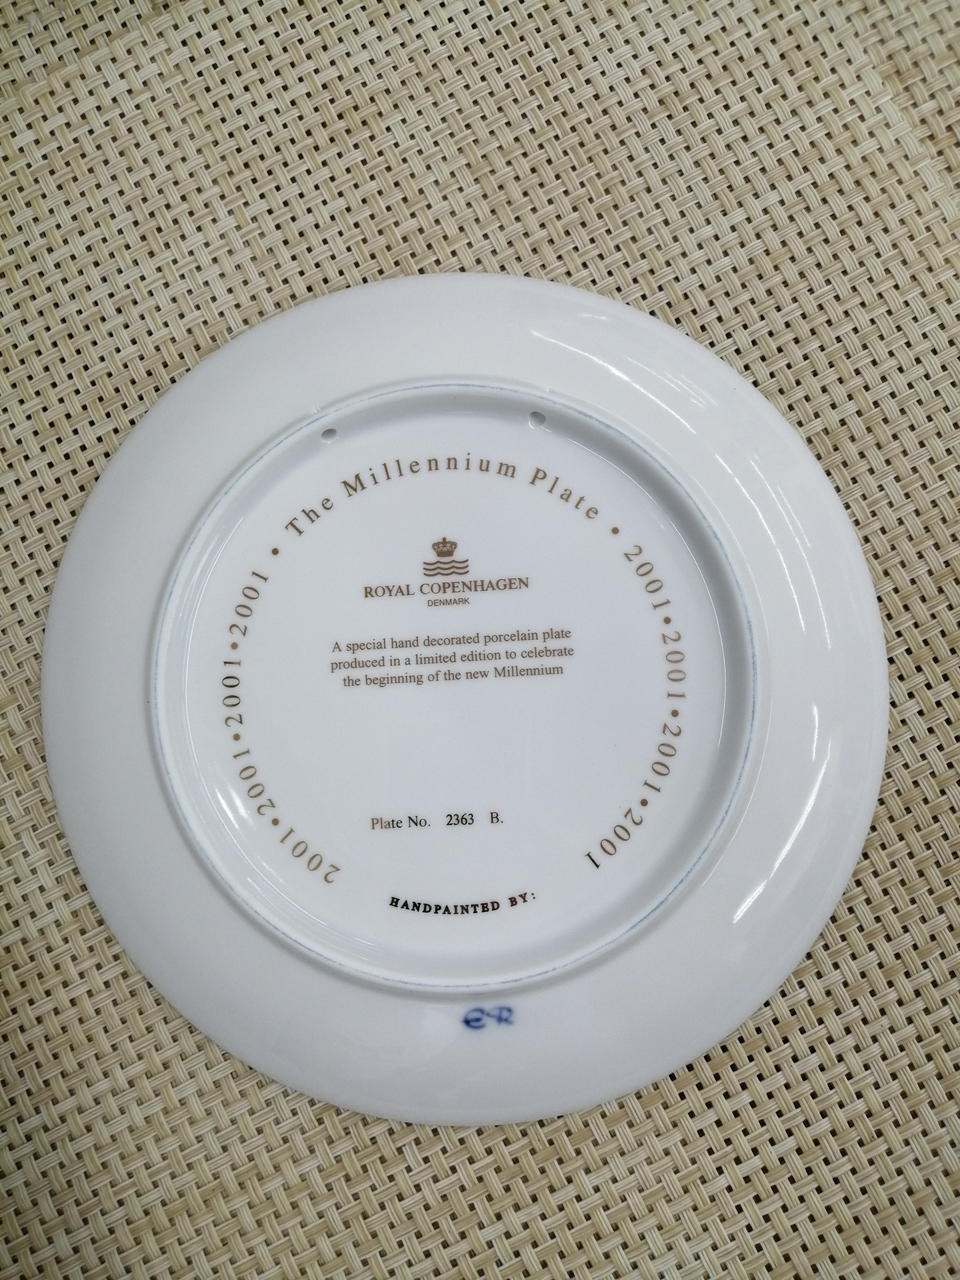 • The Millennium Plate • 2001 • 2001 • 2001 • 2001
2001 • 2001 • 2001 • 2001
ROYAL COPENHAGEN
DENMARK
A special hand decorated porcelain plate
produced in a limited edition to celebrate
the beginning of the new Millennium
Plate No. 2363 B.
HANDPAINTED BY:
ER